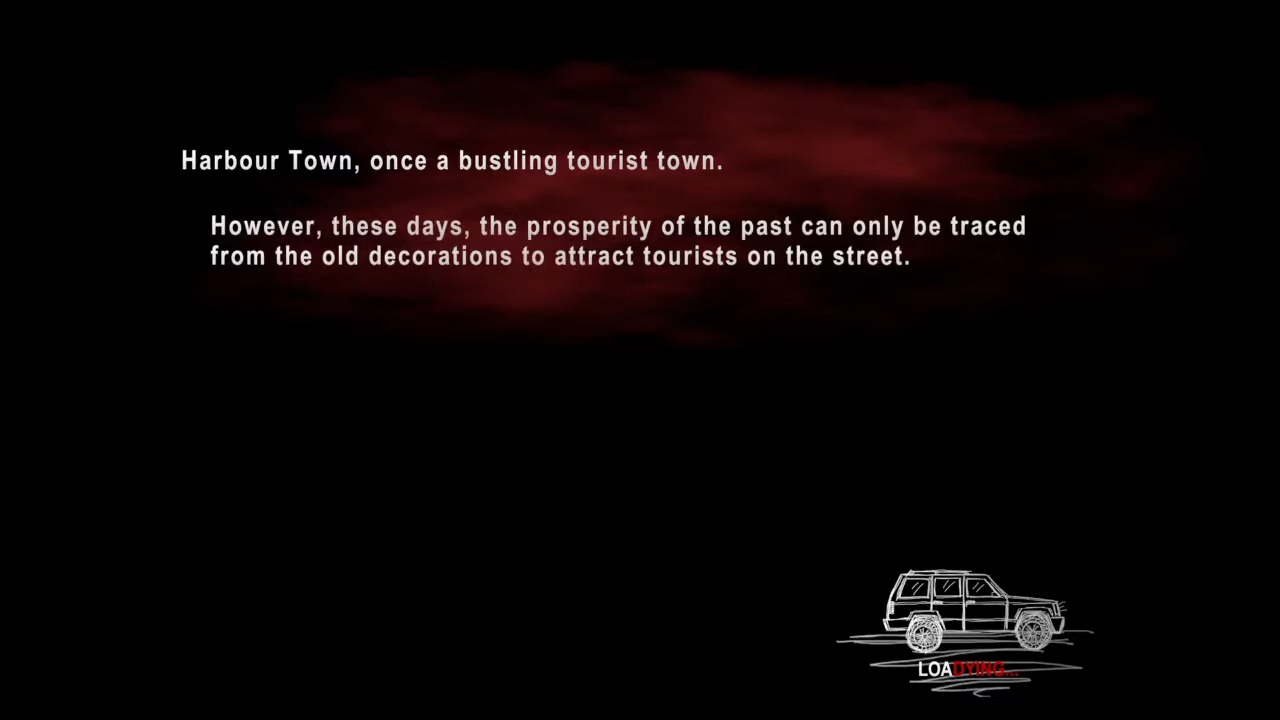 Harbour Town, once a bustling tourist town.
However, these days, the prosperity of the past can only be traced
from the old decorations to attract tourists on the street.
LOADYING...